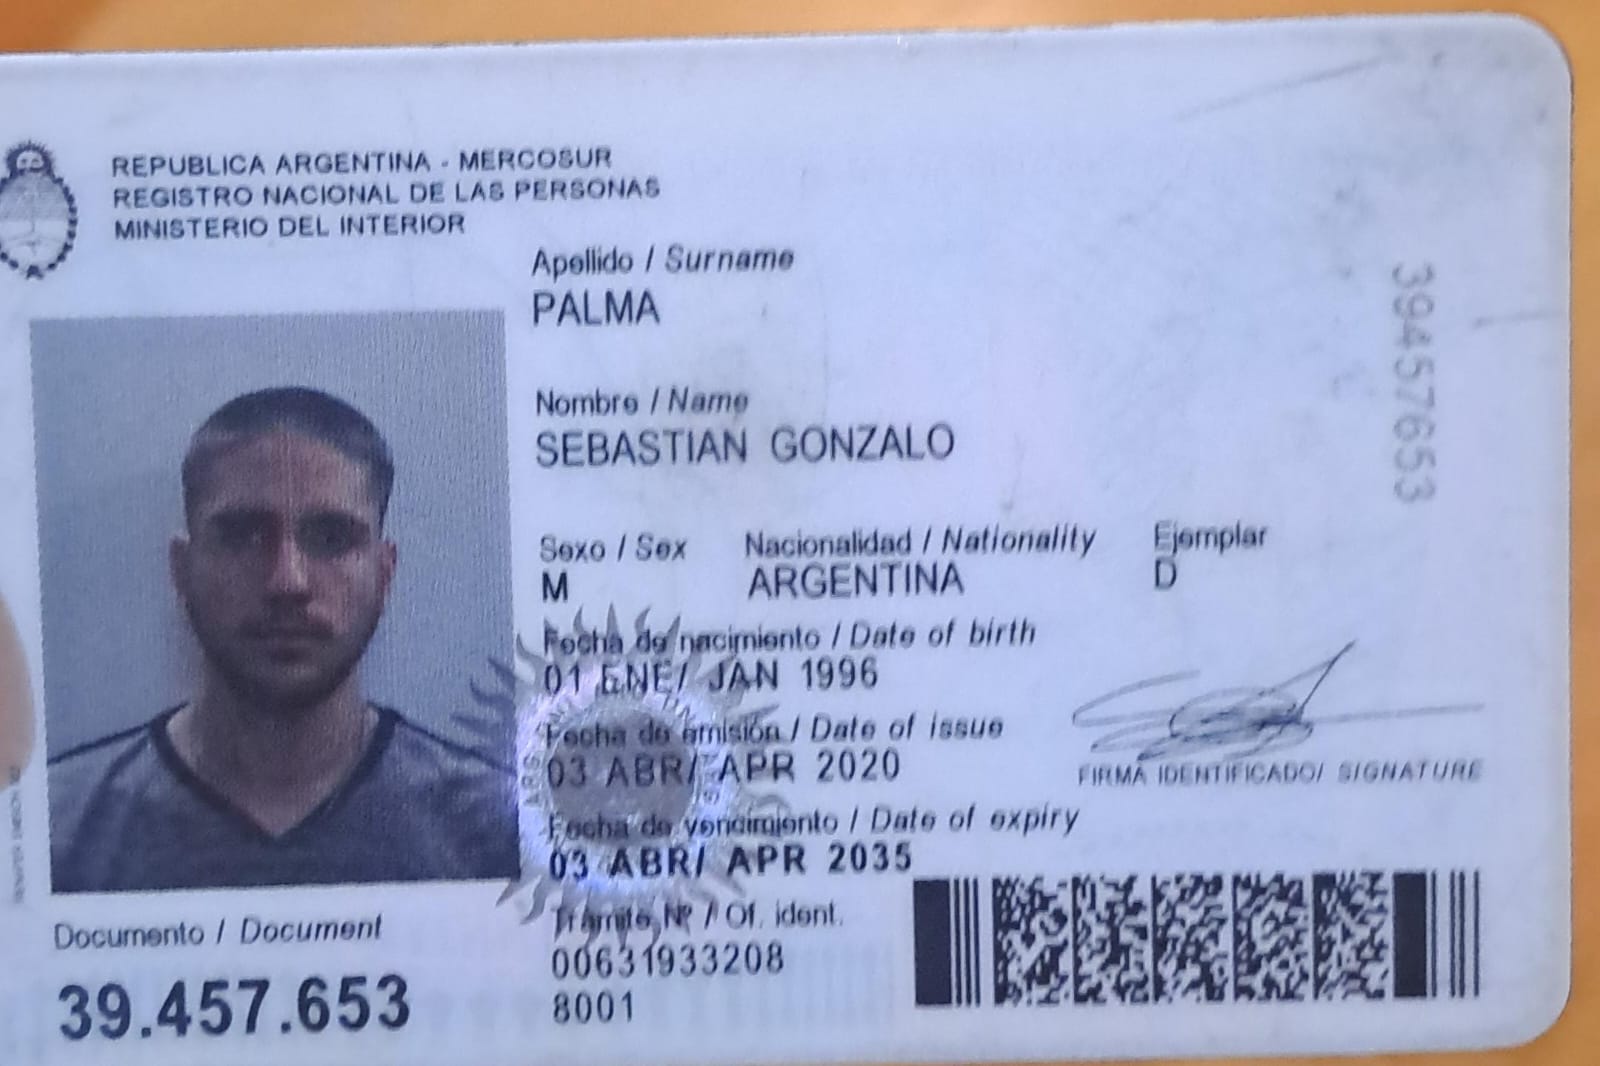 REPUBLICA ARGENTINA - MERCOSUR
REGISTRO NACIONAL DE LAS PERSONAS
MINISTERIO DEL INTERIOR
Apellido / Surname
PALMA
Nombre / Name
SEBASTIAN GONZALO
Sexo / Sex Nacionalidad / Nationality Ejemplar
M ARGENTINA D
Fecha de nacimiento / Date of birth
01 ENE/ JAN 1996
Fecha de emisión / Date of issue
03 ABR/ APR 2020
FIRMA IDENTIFICADO/ SIGNATURE
Fecha de vencimiento / Date of expiry
03 ABR/ APR 2035
Trámite Nº / Of. ident.
00631933208
8001
Documento / Document
39.457.653
39457653